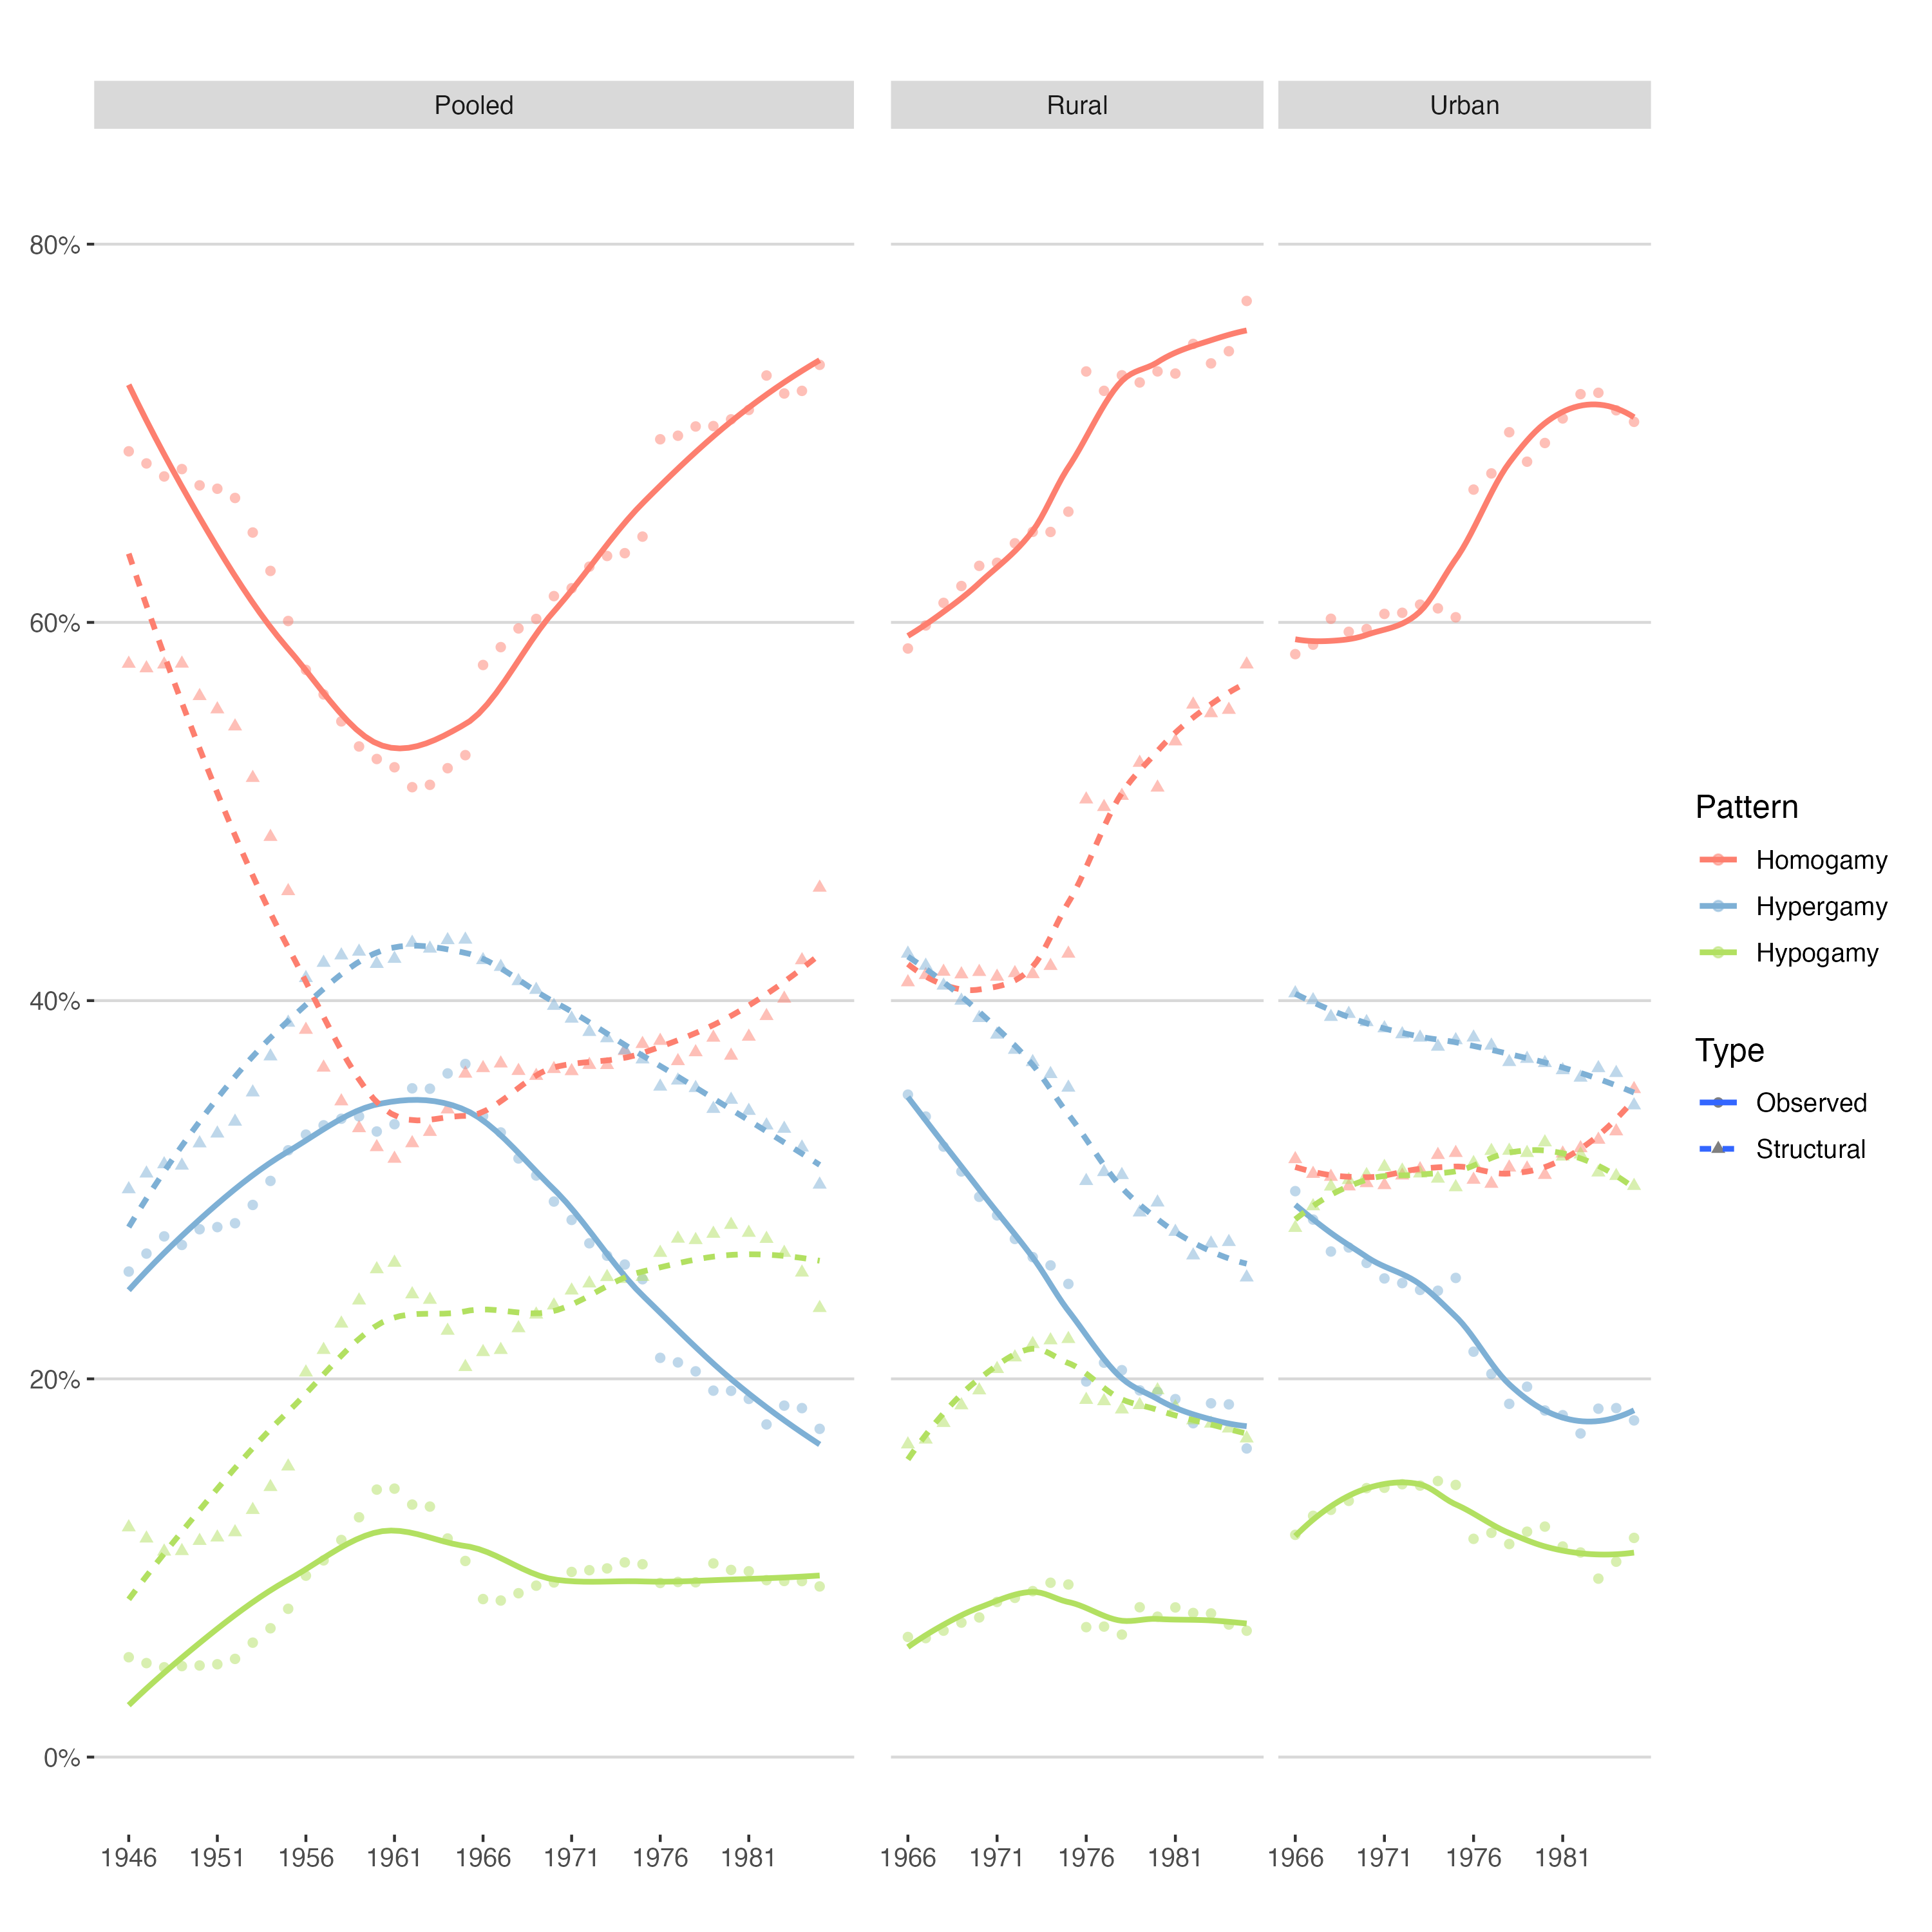 Pooled Rural Urban
80%
60%
40%
20%
0%
1946 1951 1956 1961 1966 1971 1976 1981 1966 1971 1976 1981 1966 1971 1976 1981
Pattern
Homogamy
Hypergamy
Hypogamy
Type
Observed
Structural